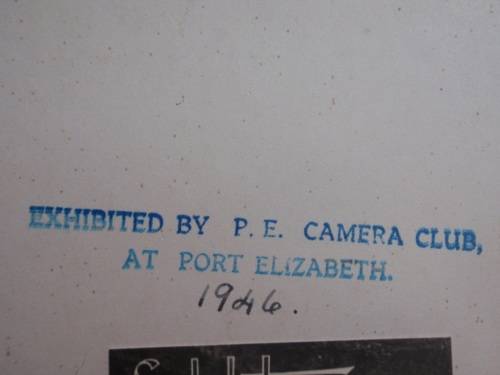 EXHIBITED BY P. E. CAMERA CLUB,
AT PORT ELIZABETH.
1946.